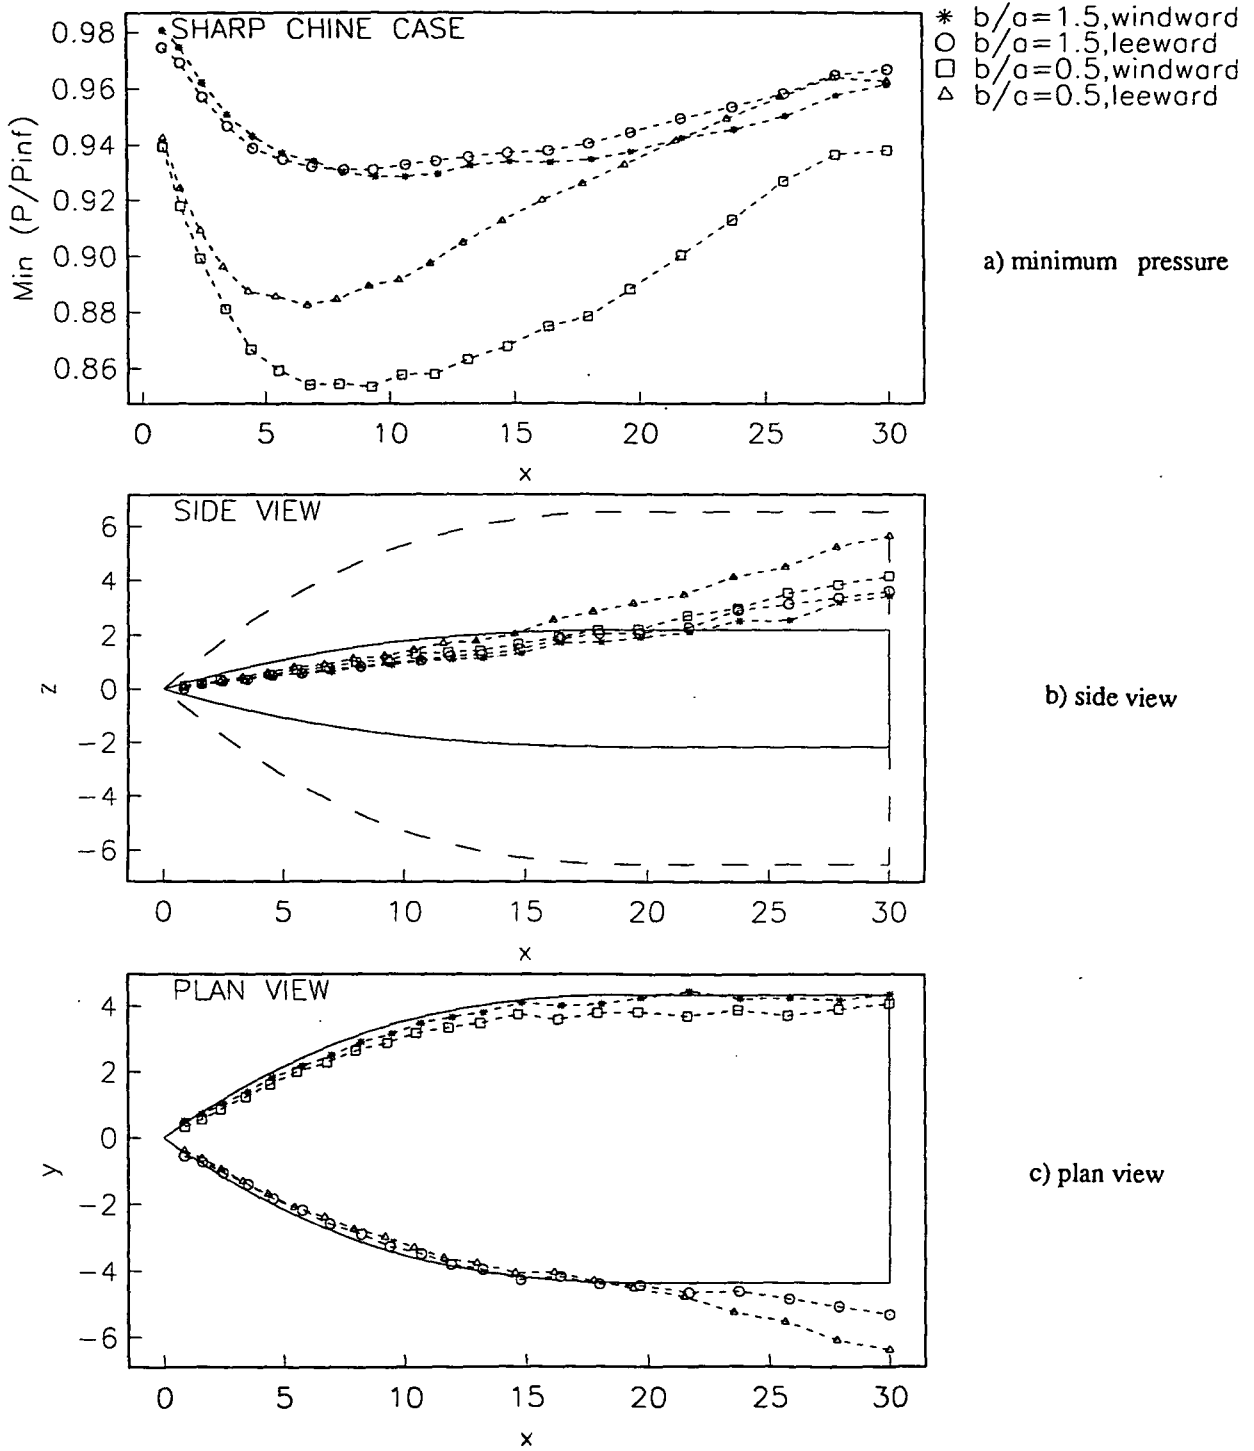 SHARP CHINE CASE
* b/a=1.5,windward
○ b/a=1.5,leeward
□ b/a=0.5,windward
△ b/a=0.5,leeward
Min (P/Pinf)
0.98
0.96
0.94
0.92
0.90
0.88
0.86
0 5 10 15 20 25 30
x
a) minimum pressure
SIDE VIEW
z
6
4
2
0
−2
−4
−6
0 5 10 15 20 25 30
x
b) side view
PLAN VIEW
y
4
2
0
−2
−4
−6
0 5 10 15 20 25 30
x
c) plan view